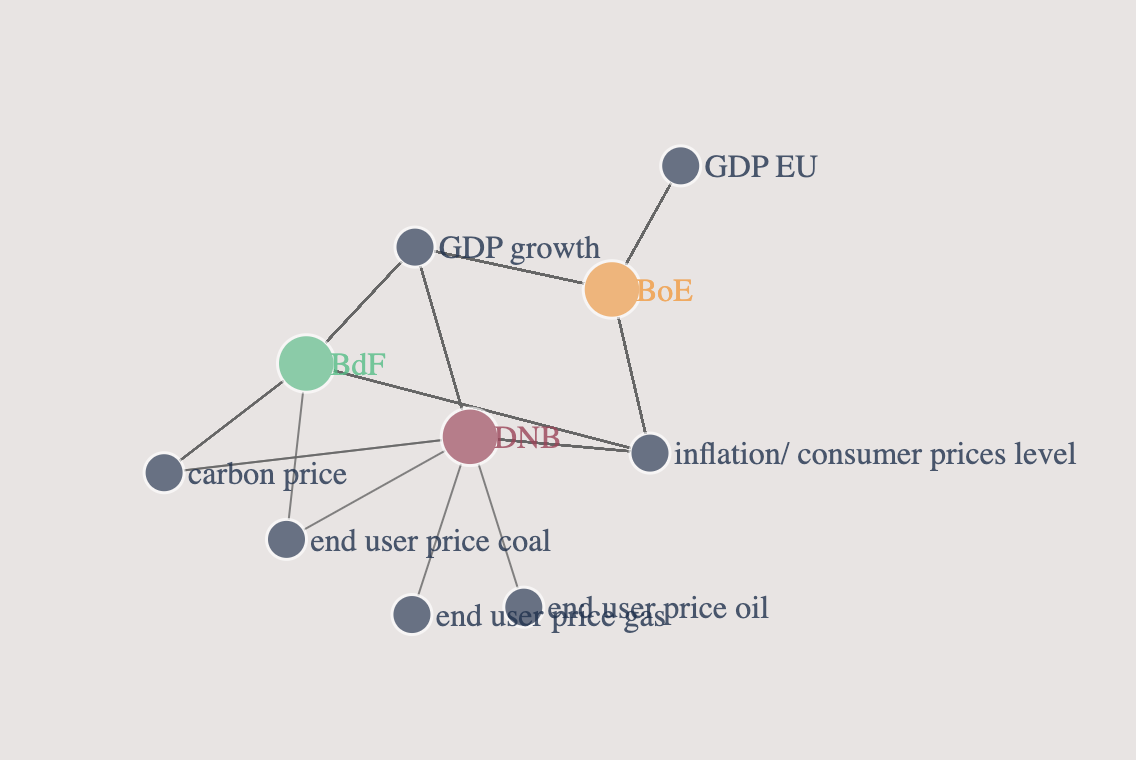 GDP EU
GDP growth
BoE
BdF
DNB
inflation/ consumer prices level
carbon price
end user price coal
end user price oil
end user price gas